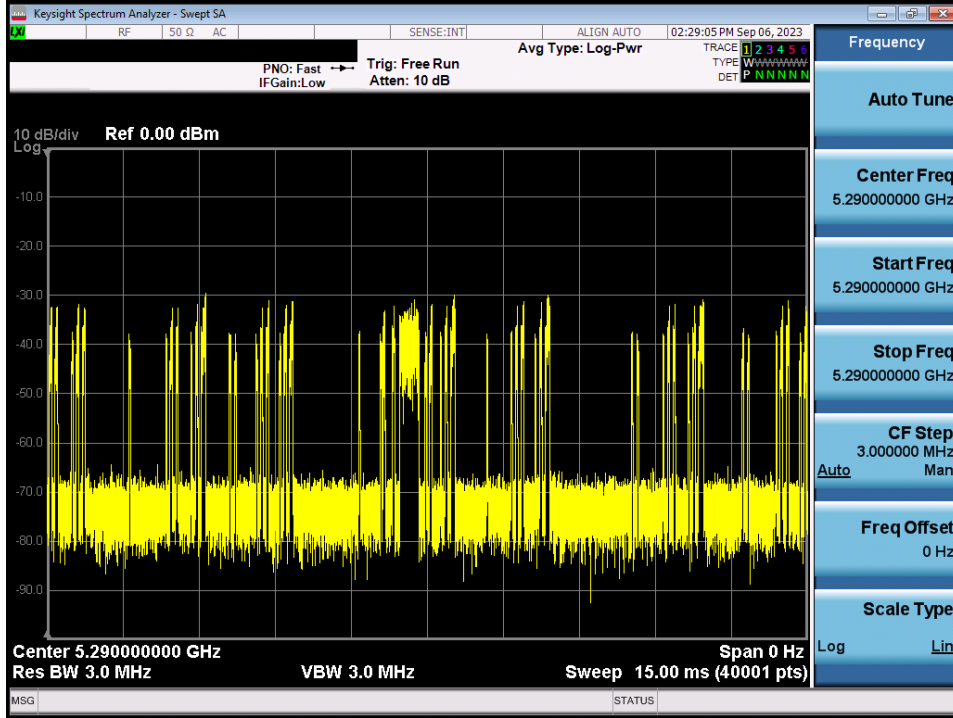 Keysight Spectrum Analyzer - Swept SA
LXI RF 50 Ω AC SENSE:INT ALIGN AUTO 02:29:05 PM Sep 06, 2023
Frequency
Avg Type: Log-Pwr
TRACE 1 2 3 4 5 6
PNO: Fast Trig: Free Run
TYPE WWWWWW
IFGain:Low Atten: 10 dB
DET P N N N N N
Auto Tune
10 dB/div Ref 0.00 dBm
Log
Center Freq
5.290000000 GHz
-10.0
-20.0
Start Freq
5.290000000 GHz
-30.0
-40.0
Stop Freq
5.290000000 GHz
-50.0
-60.0
CF Step
3.000000 MHz
Auto Man
-70.0
Freq Offset
0 Hz
-80.0
-90.0
Scale Type
Log Lin
Center 5.290000000 GHz Span 0 Hz
Res BW 3.0 MHz VBW 3.0 MHz Sweep 15.00 ms (40001 pts)
MSG STATUS